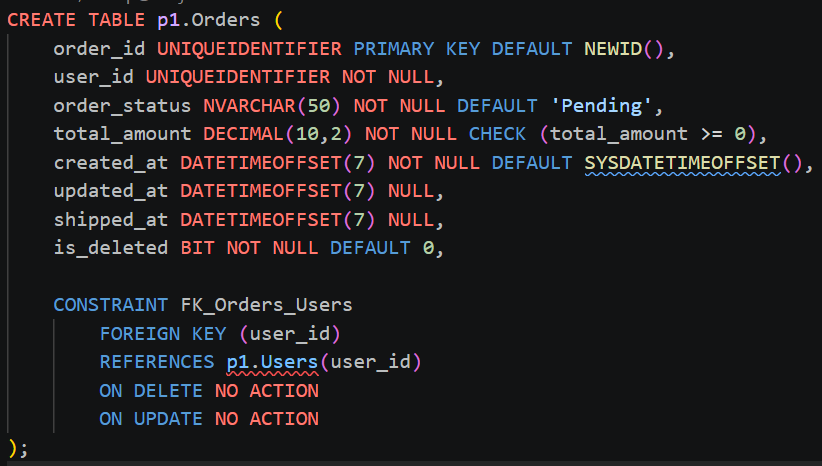 CREATE TABLE p1.Orders (
    order_id UNIQUEIDENTIFIER PRIMARY KEY DEFAULT NEWID(),
    user_id UNIQUEIDENTIFIER NOT NULL,
    order_status NVARCHAR(50) NOT NULL DEFAULT 'Pending',
    total_amount DECIMAL(10,2) NOT NULL CHECK (total_amount >= 0),
    created_at DATETIMEOFFSET(7) NOT NULL DEFAULT SYSDATETIMEOFFSET(),
    updated_at DATETIMEOFFSET(7) NULL,
    shipped_at DATETIMEOFFSET(7) NULL,
    is_deleted BIT NOT NULL DEFAULT 0,

    CONSTRAINT FK_Orders_Users
        FOREIGN KEY (user_id)
        REFERENCES p1.Users(user_id)
        ON DELETE NO ACTION
        ON UPDATE NO ACTION
);